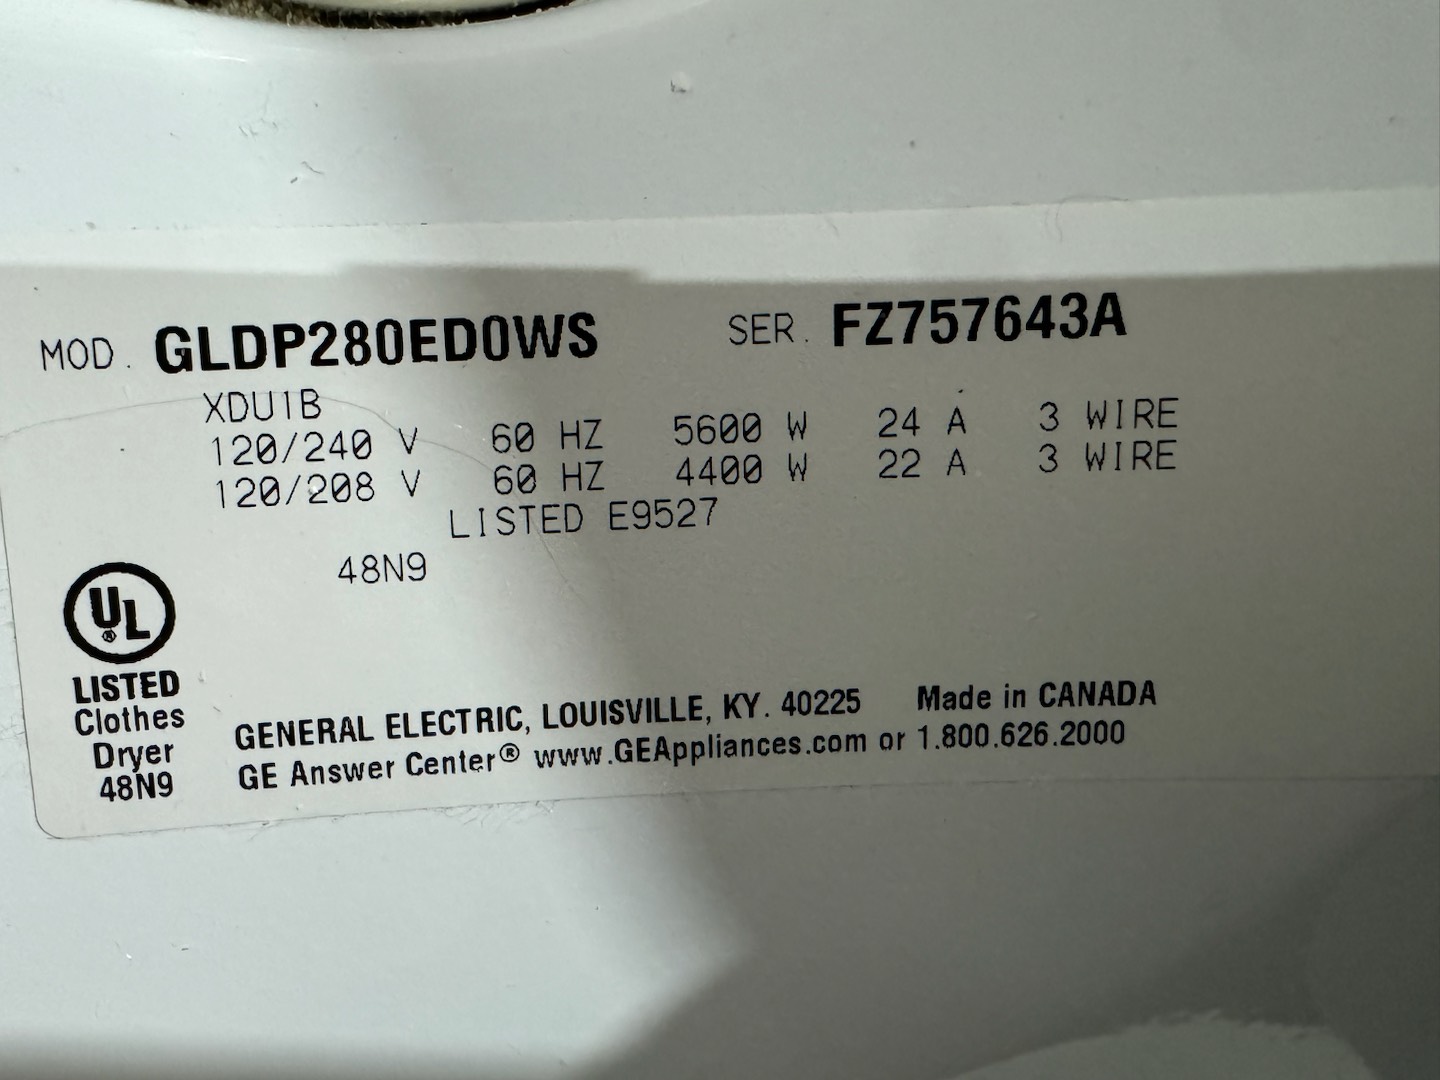 MOD. GLDP280ED0WS SER. FZ757643A
XDU1B
120/240 V 60 HZ 5600 W 24 A 3 WIRE
120/208 V 60 HZ 4400 W 22 A 3 WIRE
LISTED E9527
48N9
UL®
LISTED
Clothes
Dryer
48N9
GENERAL ELECTRIC, LOUISVILLE, KY. 40225 Made in CANADA
GE Answer Center® www.GEAppliances.com or 1.800.626.2000